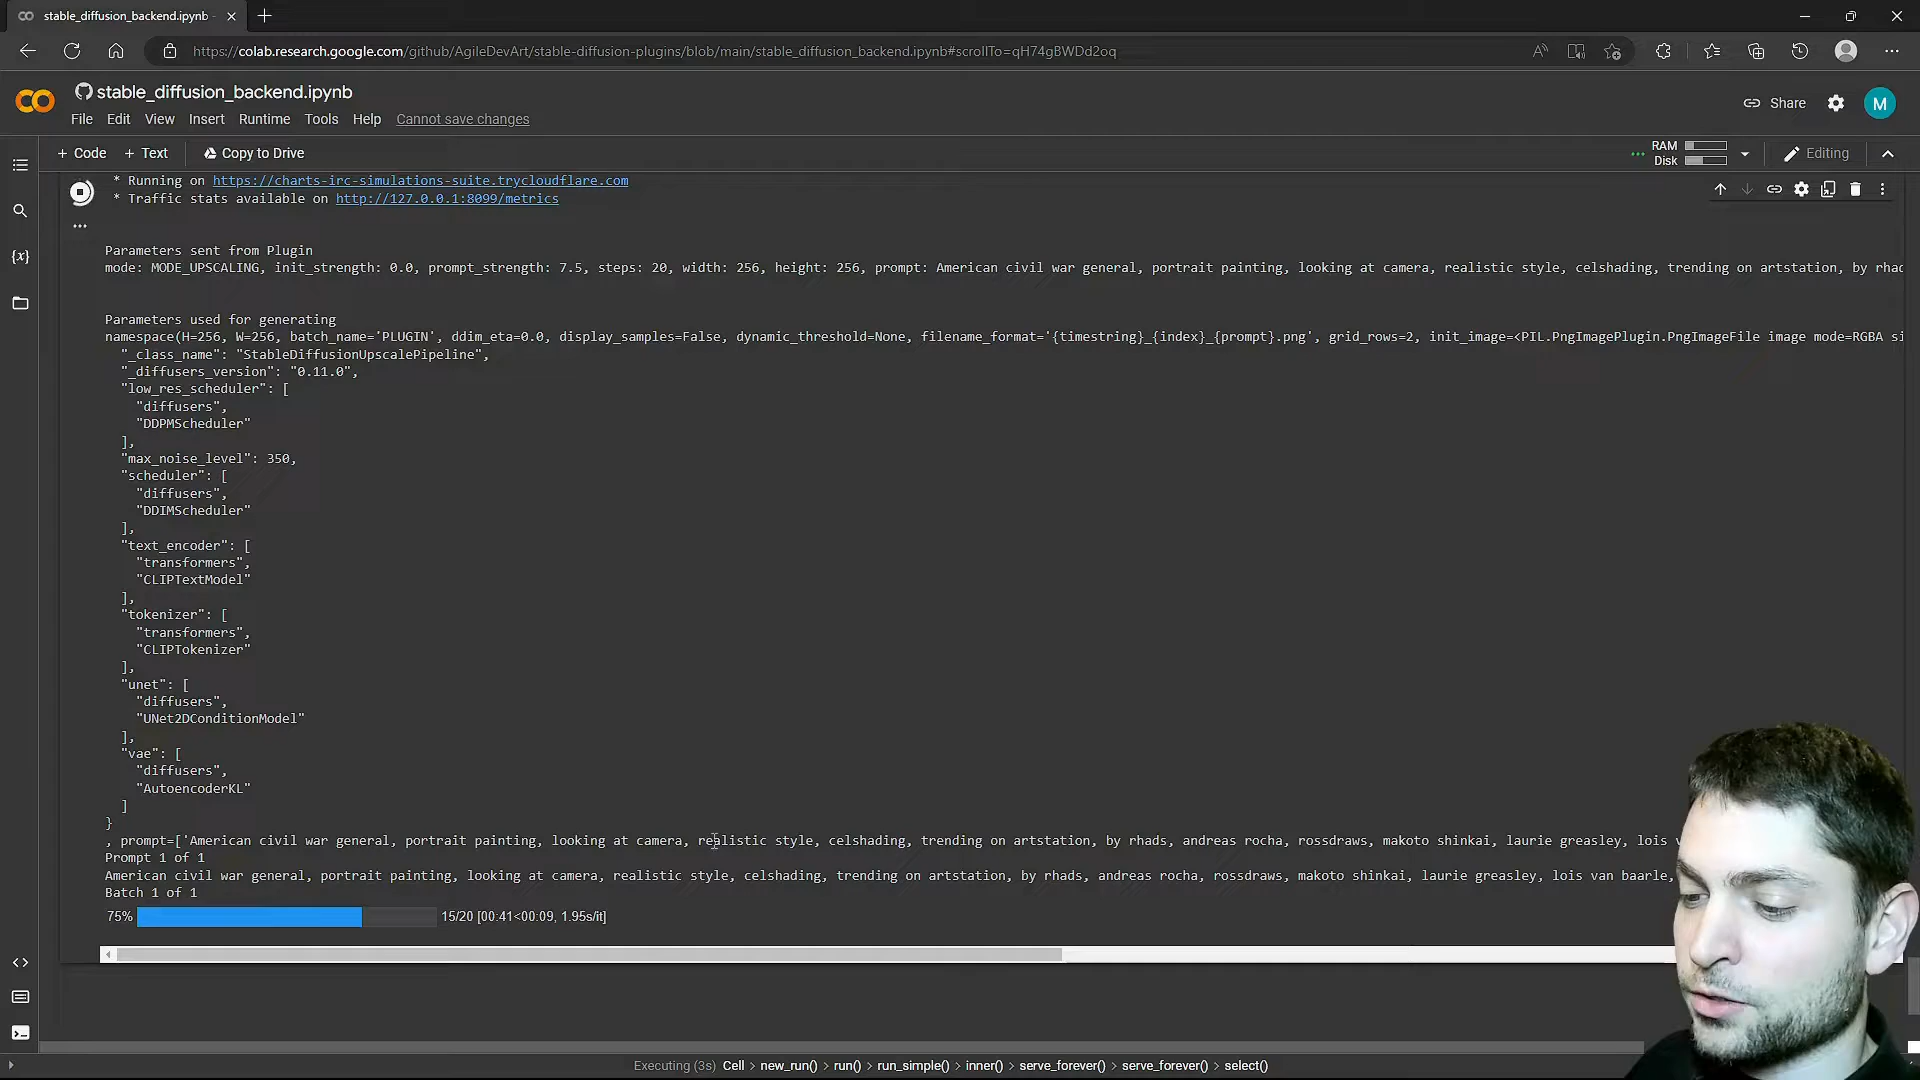 stable_diffusion_backend.ipynb
https://colab.research.google.com/github/AgileDevArt/stable-diffusion-plugins/blob/main/stable_diffusion_backend.ipynb#scrollTo=qH74gBWDd2oq
stable_diffusion_backend.ipynb
Share
M
File Edit View Insert Runtime Tools Help Cannot save changes
+ Code + Text Copy to Drive
RAM
Disk
Editing
* Running on https://charts-irc-simulations-suite.trycloudflare.com
* Traffic stats available on http://127.0.0.1:8099/metrics
...
Parameters sent from Plugin
mode: MODE_UPSCALING, init_strength: 0.0, prompt_strength: 7.5, steps: 20, width: 256, height: 256, prompt: American civil war general, portrait painting, looking at camera, realistic style, celshading, trending on artstation, by rhad
Parameters used for generating
namespace(H=256, W=256, batch_name='PLUGIN', ddim_eta=0.0, display_samples=False, dynamic_threshold=None, filename_format='{timestring}_{index}_{prompt}.png', grid_rows=2, init_image=<PIL.PngImagePlugin.PngImageFile image mode=RGBA si
"_class_name": "StableDiffusionUpscalePipeline",
"_diffusers_version": "0.11.0",
"low_res_scheduler": [
"diffusers",
"DDPMScheduler"
],
"max_noise_level": 350,
"scheduler": [
"diffusers",
"DDIMScheduler"
],
"text_encoder": [
"transformers",
"CLIPTextModel"
],
"tokenizer": [
"transformers",
"CLIPTokenizer"
],
"unet": [
"diffusers",
"UNet2DConditionModel"
],
"vae": [
"diffusers",
"AutoencoderKL"
]
}
, prompt=['American civil war general, portrait painting, looking at camera, realistic style, celshading, trending on artstation, by rhads, andreas rocha, rossdraws, makoto shinkai, laurie greasley, lois v
Prompt 1 of 1
American civil war general, portrait painting, looking at camera, realistic style, celshading, trending on artstation, by rhads, andreas rocha, rossdraws, makoto shinkai, laurie greasley, lois van baarle,
Batch 1 of 1
75% 15/20 [00:41<00:09, 1.95s/it]
Executing (3s) Cell > new_run() > run() > run_simple() > inner() > serve_forever() > serve_forever() > select()